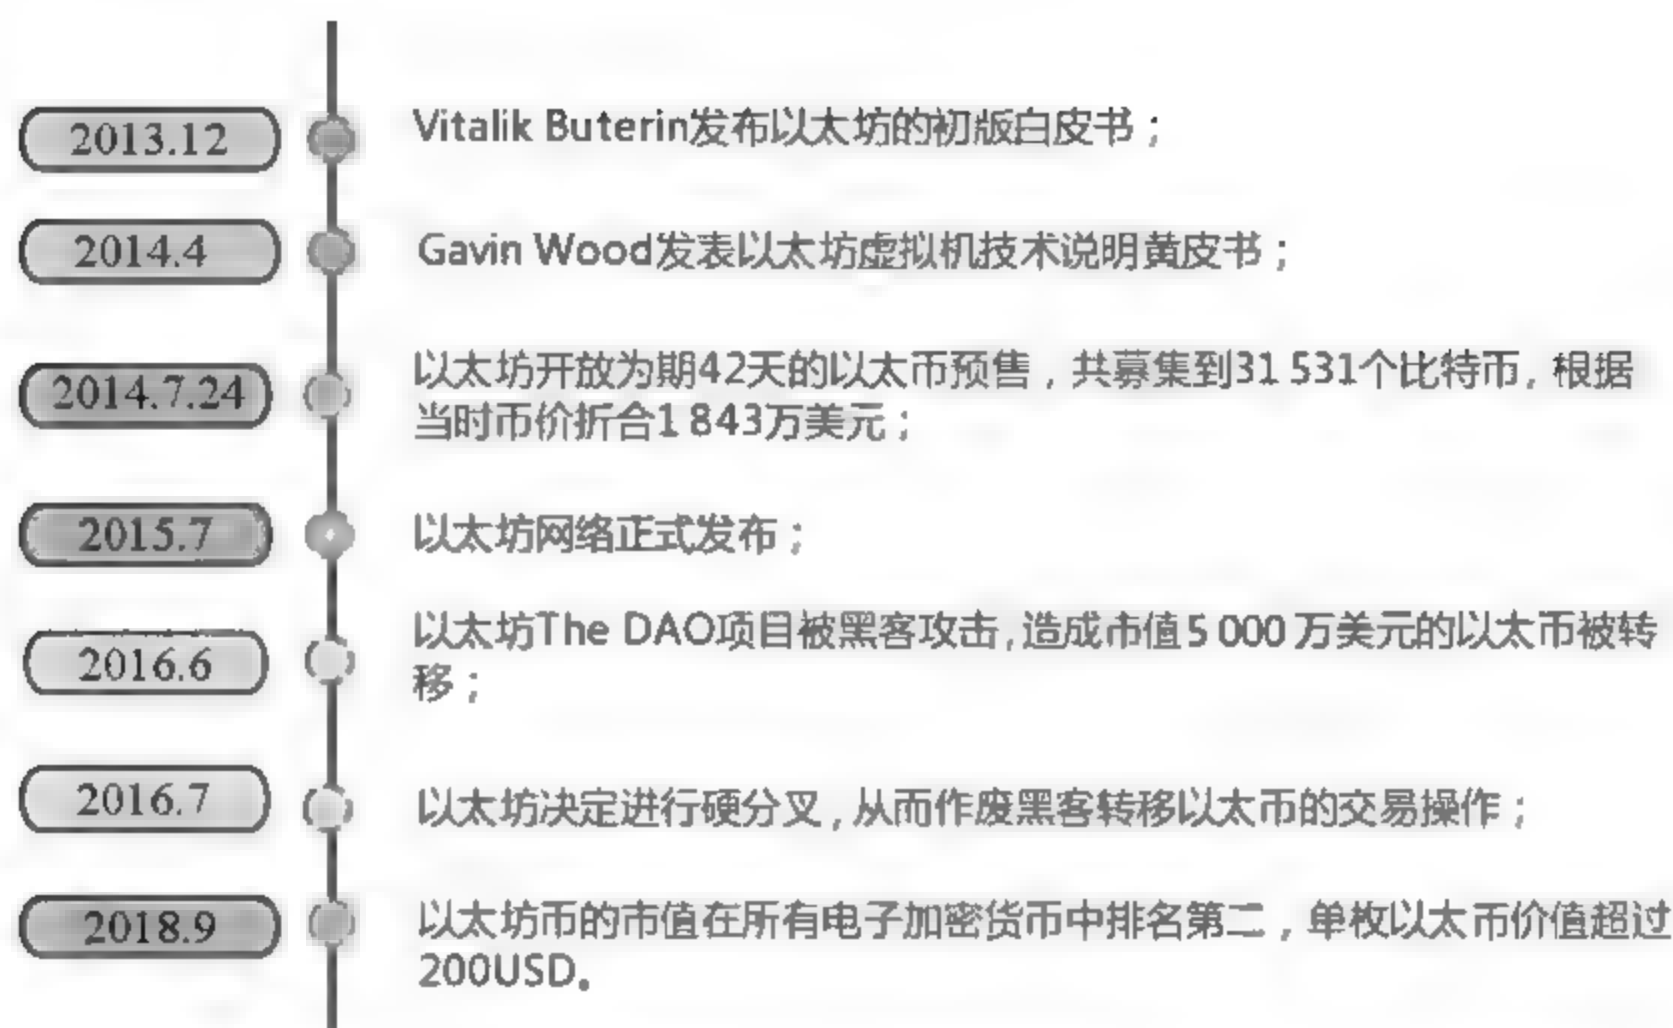 2013.12
Vitalik Buterin发布以太坊的初版白皮书；
2014.4
Gavin Wood发表以太坊虚拟机技术说明黄皮书；
2014.7.24
以太坊开放为期42天的以太币预售，共募集到31 531个比特币，根据
当时币价折合1 843万美元；
2015.7
以太坊网络正式发布；
2016.6
以太坊The DAO项目被黑客攻击，造成市值5 000万美元的以太币被转
移；
2016.7
以太坊决定进行硬分叉，从而作废黑客转移以太币的交易操作；
2018.9
以太坊币的市值在所有电子加密货币中排名第二，单枚以太币价值超过
200USD。